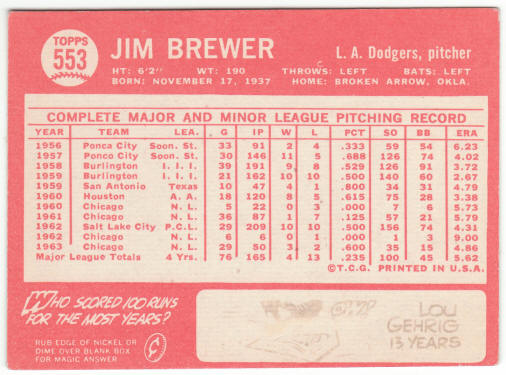 TOPPS
553
JIM BREWER
L. A. Dodgers, pitcher
HT: 6'2" WT: 190 THROWS: LEFT BATS: LEFT
BORN: NOVEMBER 17, 1937 HOME: BROKEN ARROW, OKLA.
COMPLETE MAJOR AND MINOR LEAGUE PITCHING RECORD
YEAR TEAM LEA. G IP W L PCT SO BB ERA
1956 Ponca City Soon. St. 33 91 2 4 .333 59 54 6.23
1957 Ponco City Soon. St. 30 146 11 5 .688 126 74 4.02
1958 Burlington I. I. I. 39 191 9 8 .529 126 91 3.72
1959 Burlington I. I. I. 21 162 10 10 .500 140 60 2.67
1959 San Antonio Texas 10 47 4 1 .800 34 31 4.79
1960 Houston A. A. 18 120 8 5 .615 75 28 3.38
1960 Chicago N. L. 5 22 0 3 .000 7 6 5.73
1961 Chicago N. L. 36 87 1 7 .125 57 21 5.79
1962 Salt Lake City P.C.L. 29 209 10 10 .500 156 74 4.31
1962 Chicago N. L. 6 6 0 1 .000 1 3 9.00
1963 Chicago N. L. 29 50 3 2 .600 35 15 4.86
Major League Totals 4 Yrs. 76 165 4 13 .235 100 45 5.62
©T.C.G. PRINTED IN U.S.A.
WHO SCORED 100 RUNS
FOR THE MOST YEARS?
RUB EDGE OF NICKEL OR
DIME OVER BLANK BOX
FOR MAGIC ANSWER
LOU
GEHRIG
13 YEARS